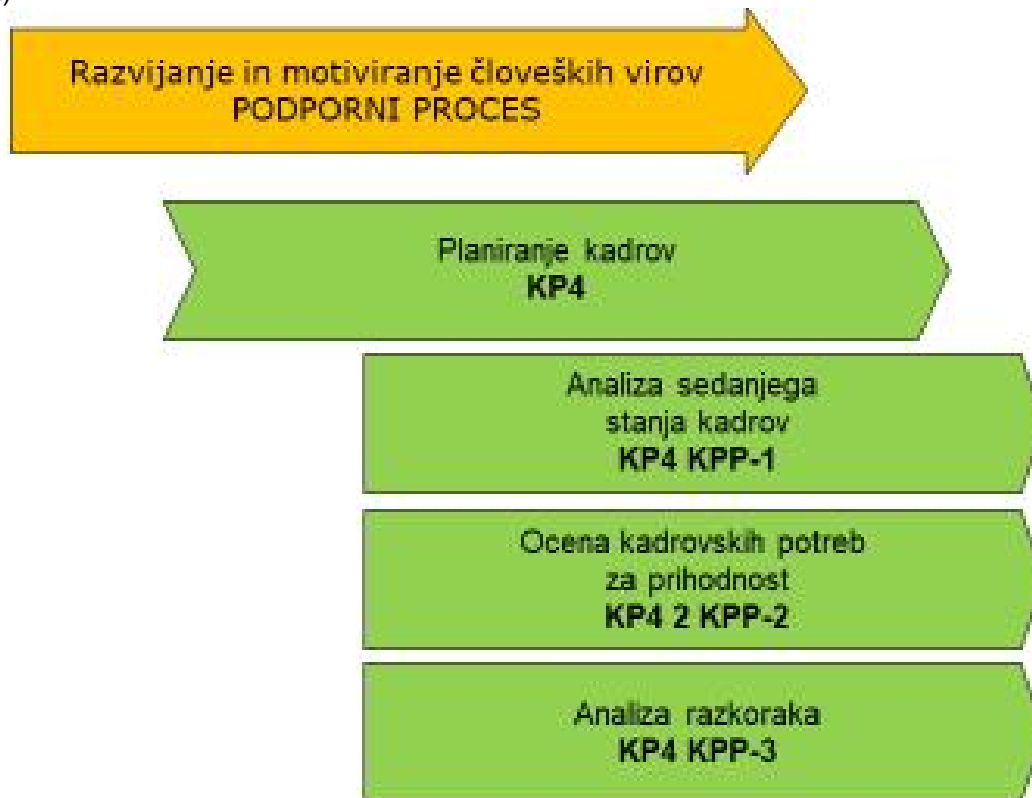 Razvijanje in motiviranje človeških virov
PODPORNI PROCES
Planiranje kadrov
KP4
Analiza sedanjega
stanja kadrov
KP4 KPP-1
Ocena kadrovskih potreb
za prihodnost
KP4 2 KPP-2
Analiza razkoraka
KP4 KPP-3